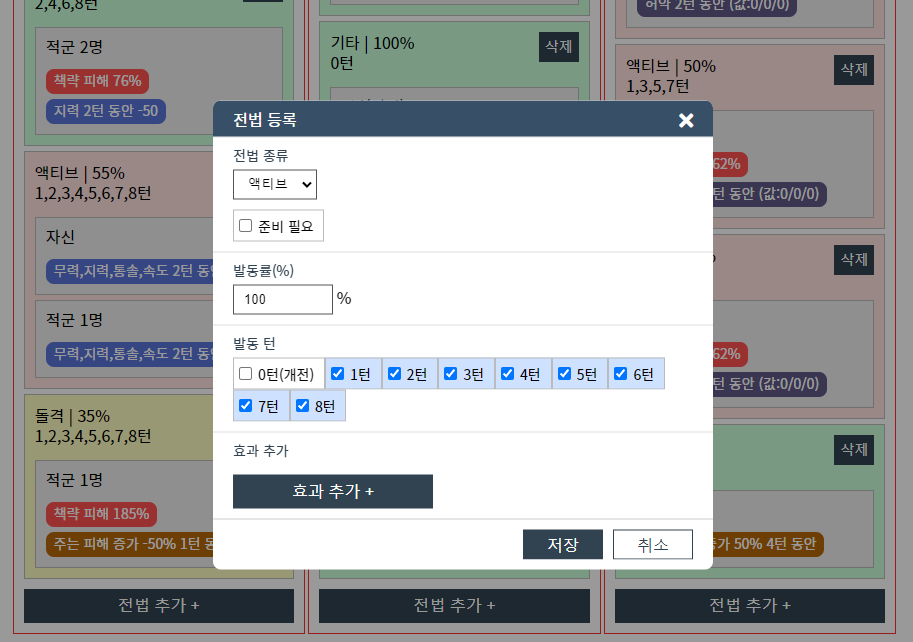 2,4,6,8턴
적군 2명
책략 피해 76%
지력 2턴 동안 -50
액티브 | 55%
1,2,3,4,5,6,7,8턴
자신
무력,지력,통솔,속도 2턴
적군 1명
무력,지력,통솔,속도 2턴
돌격 | 35%
1,2,3,4,5,6,7,8턴
적군 1명
책략 피해 185%
주는 피해 증가 -50% 1턴
전법 추가 +
기타 | 100%
0턴
삭제
전법 추가 +
허약 2턴 동안 (값:0/0/0)
액티브 | 50%
1,3,5,7턴
삭제
62%
동안 (값:0/0/0)
삭제
62%
동안 (값:0/0/0)
삭제
50% 4턴 동안
전법 추가 +
전법 등록
전법 종류
액티브
준비 필요
발동률(%)
100 %
발동 턴
0턴(개전) 1턴 2턴 3턴 4턴 5턴 6턴
7턴 8턴
효과 추가
효과 추가 +
저장 취소